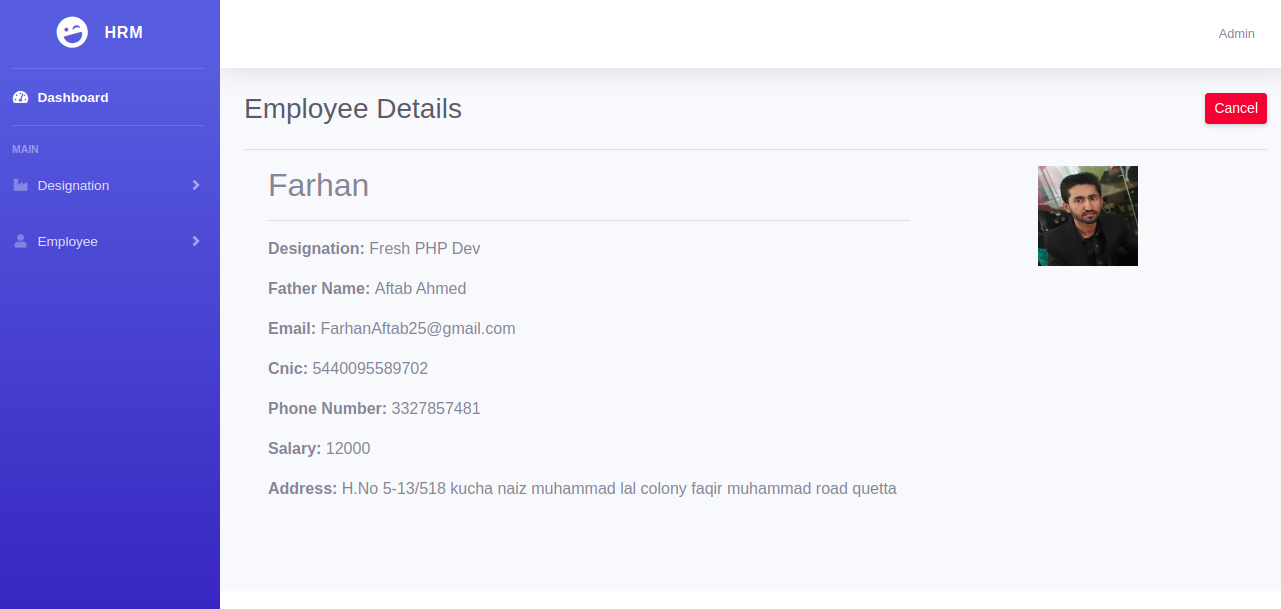 HRM
Admin
Dashboard
Employee Details
Cancel
MAIN
Designation
Employee
Farhan
Designation: Fresh PHP Dev
Father Name: Aftab Ahmed
Email: FarhanAftab25@gmail.com
Cnic: 5440095589702
Phone Number: 3327857481
Salary: 12000
Address: H.No 5-13/518 kucha naiz muhammad lal colony faqir muhammad road quetta